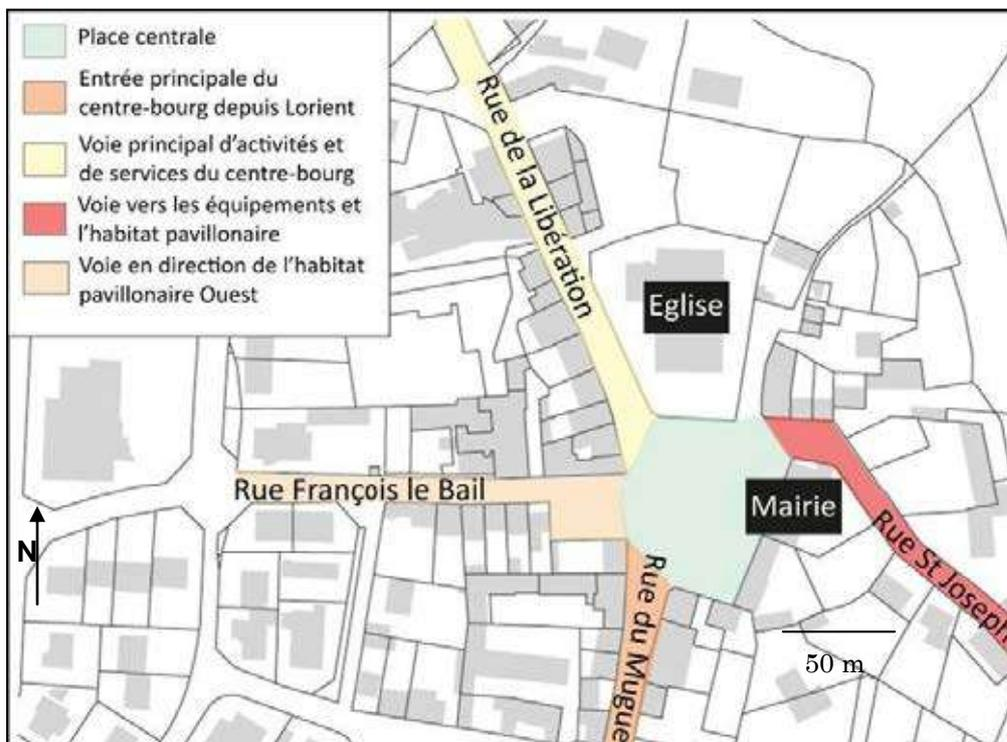 Place centrale
Entrée principale du
centre-bourg depuis Lorient
Voie principal d'activités et
de services du centre-bourg
Voie vers les équipements et
l'habitat pavillonaire
Voie en direction de l'habitat
pavillonaire Ouest
Rue de la Libération
Eglise
Rue François le Bail
Mairie
N
Rue St Joseph
Rue du Mugue
50 m